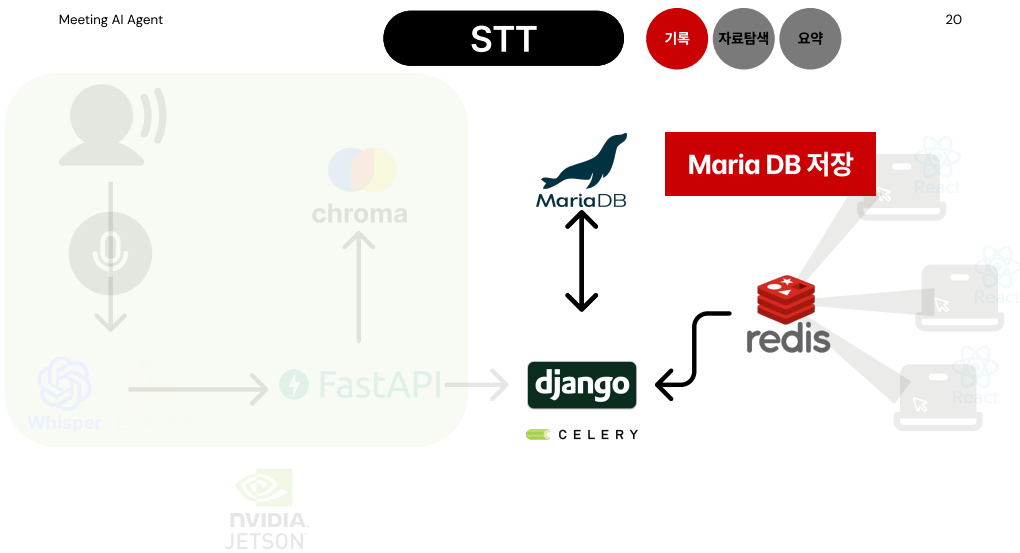 Meeting AI Agent
STT
기록
자료탐색
요약
20
MariaDB
Maria DB 저장
React
chroma
React
redis
Whisper
FastAPI
django
React
CELERY
NVIDIA.
JETSON